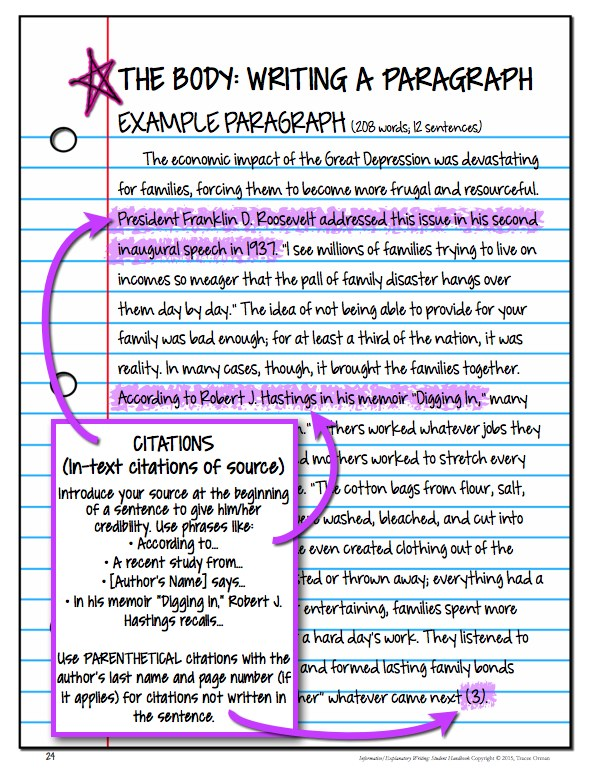 THE BODY: WRITING A PARAGRAPH
EXAMPLE PARAGRAPH (208 words; 12 sentences)
The economic impact of the Great Depression was devastating
for families, forcing them to become more frugal and resourceful.
President Franklin D. Roosevelt addressed this issue in his second
inaugural speech in 1937. "I see millions of families trying to live on
incomes so meager that the pall of family disaster hangs over
them day by day." The idea of not being able to provide for your
family was bad enough; for at least a third of the nation, it was
reality. In many cases, though, it brought the families together.
According to Robert J. Hastings in his memoir "Digging In," many
thers worked whatever jobs they
d mothers worked to stretch every
e. "The cotton bags from flour, salt,
washed, bleached, and cut into
e even created clothing out of the
ted or thrown away; everything had a
entertaining, families spent more
a hard day's work. They listened to
and formed lasting family bonds
her" whatever came next (3).
CITATIONS
(In-text citations of source)
Introduce your source at the beginning
of a sentence to give him/her
credibility. Use phrases like:
• According to...
• A recent study from...
• [Author's Name] says...
• In his memoir "Digging In," Robert J.
Hastings recalls...
Use PARENTHETICAL citations with the
author's last name and page number (if
it applies) for citations not written in
the sentence.
24
Informative/Explanatory Writing: Student Handbook Copyright © 2015, Tracee Orman